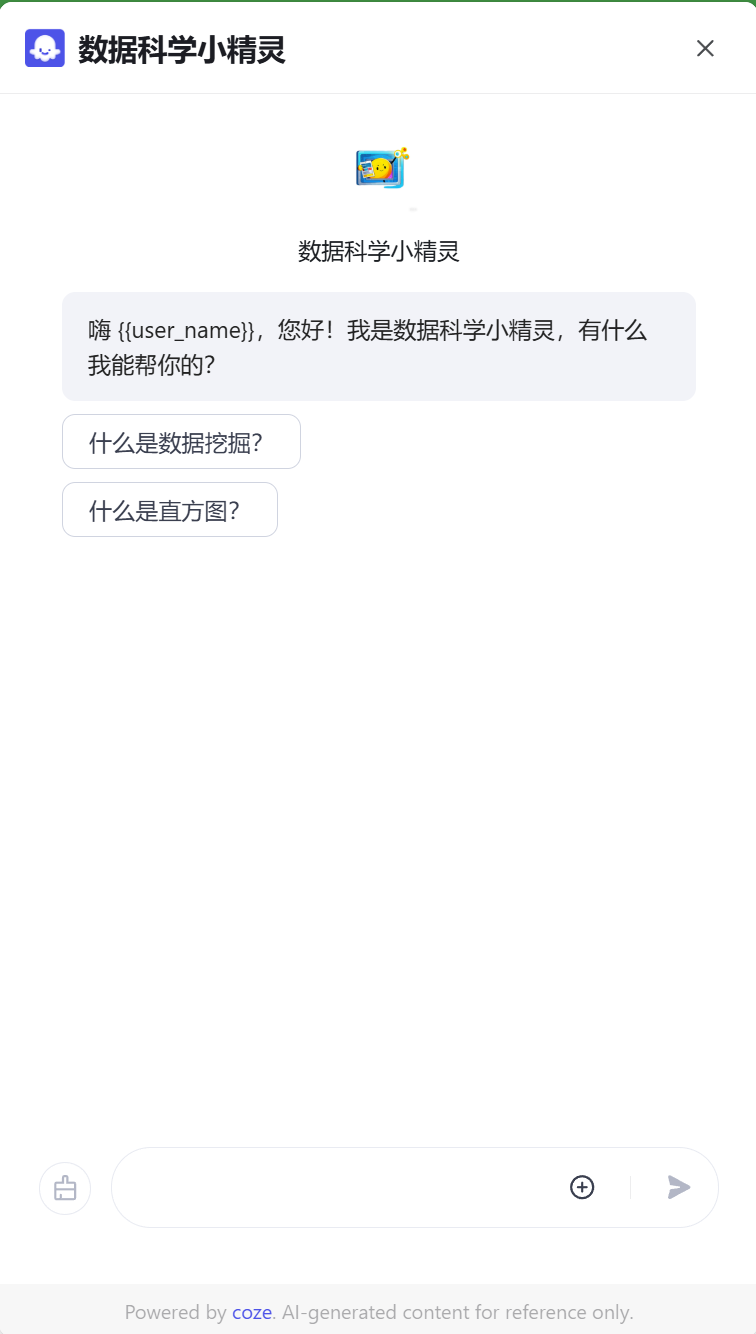 数据科学小精灵
数据科学小精灵
嗨 {{user_name}}，您好！我是数据科学小精灵，有什么
我能帮你的？
什么是数据挖掘？
什么是直方图？
Powered by coze. AI-generated content for reference only.